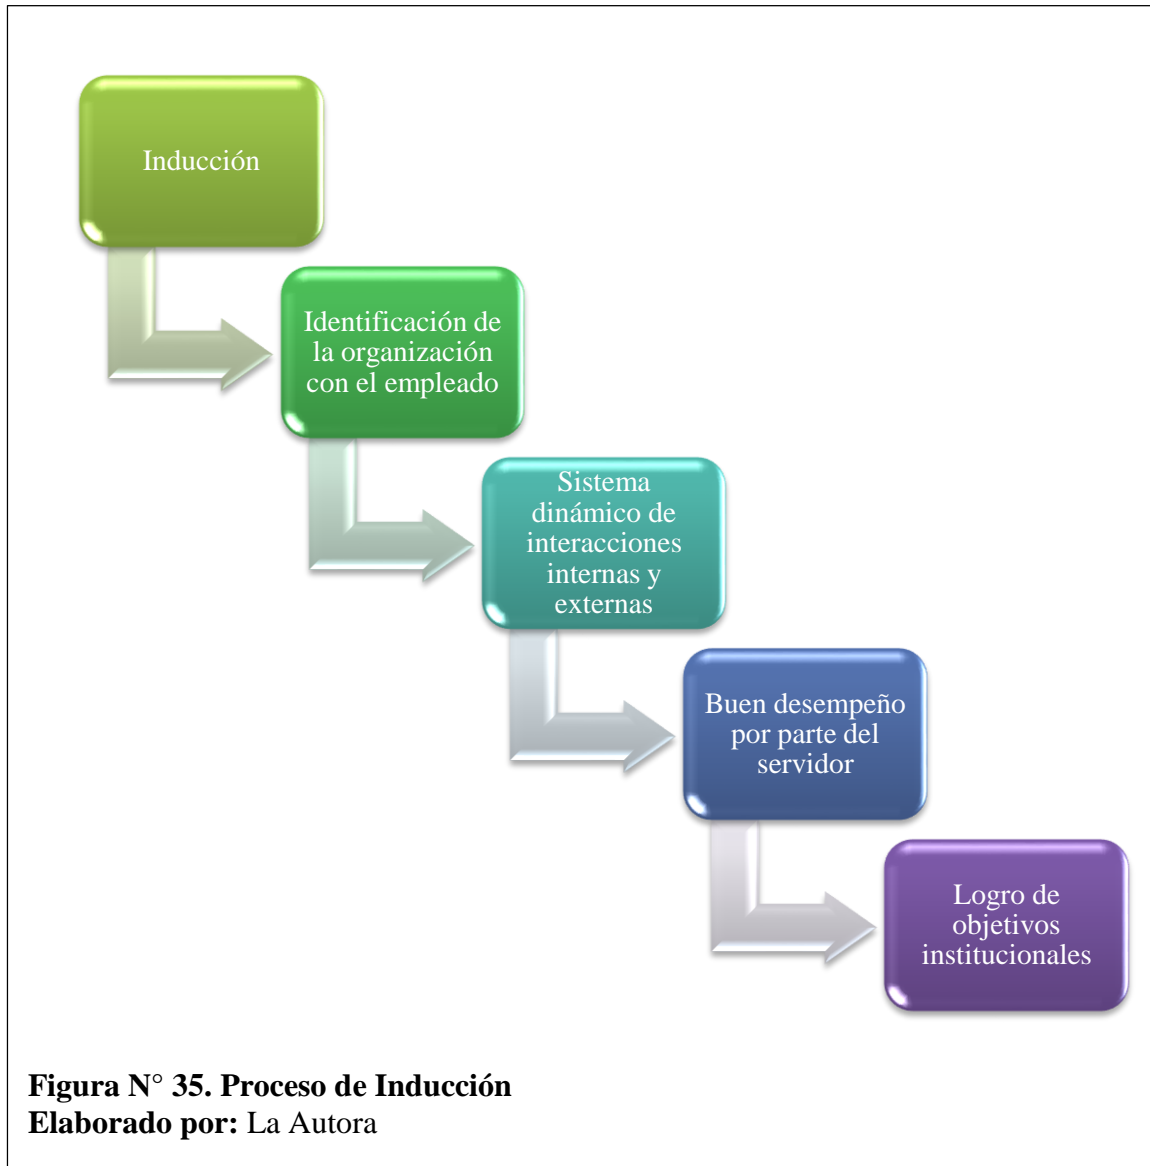 Inducción
Identificación de
la organización
con el empleado
Sistema
dinámico de
interacciones
internas y
externas
Buen desempeño
por parte del
servidor
Logro de
objetivos
institucionales
Figura N° 35. Proceso de Inducción
Elaborado por: La Autora